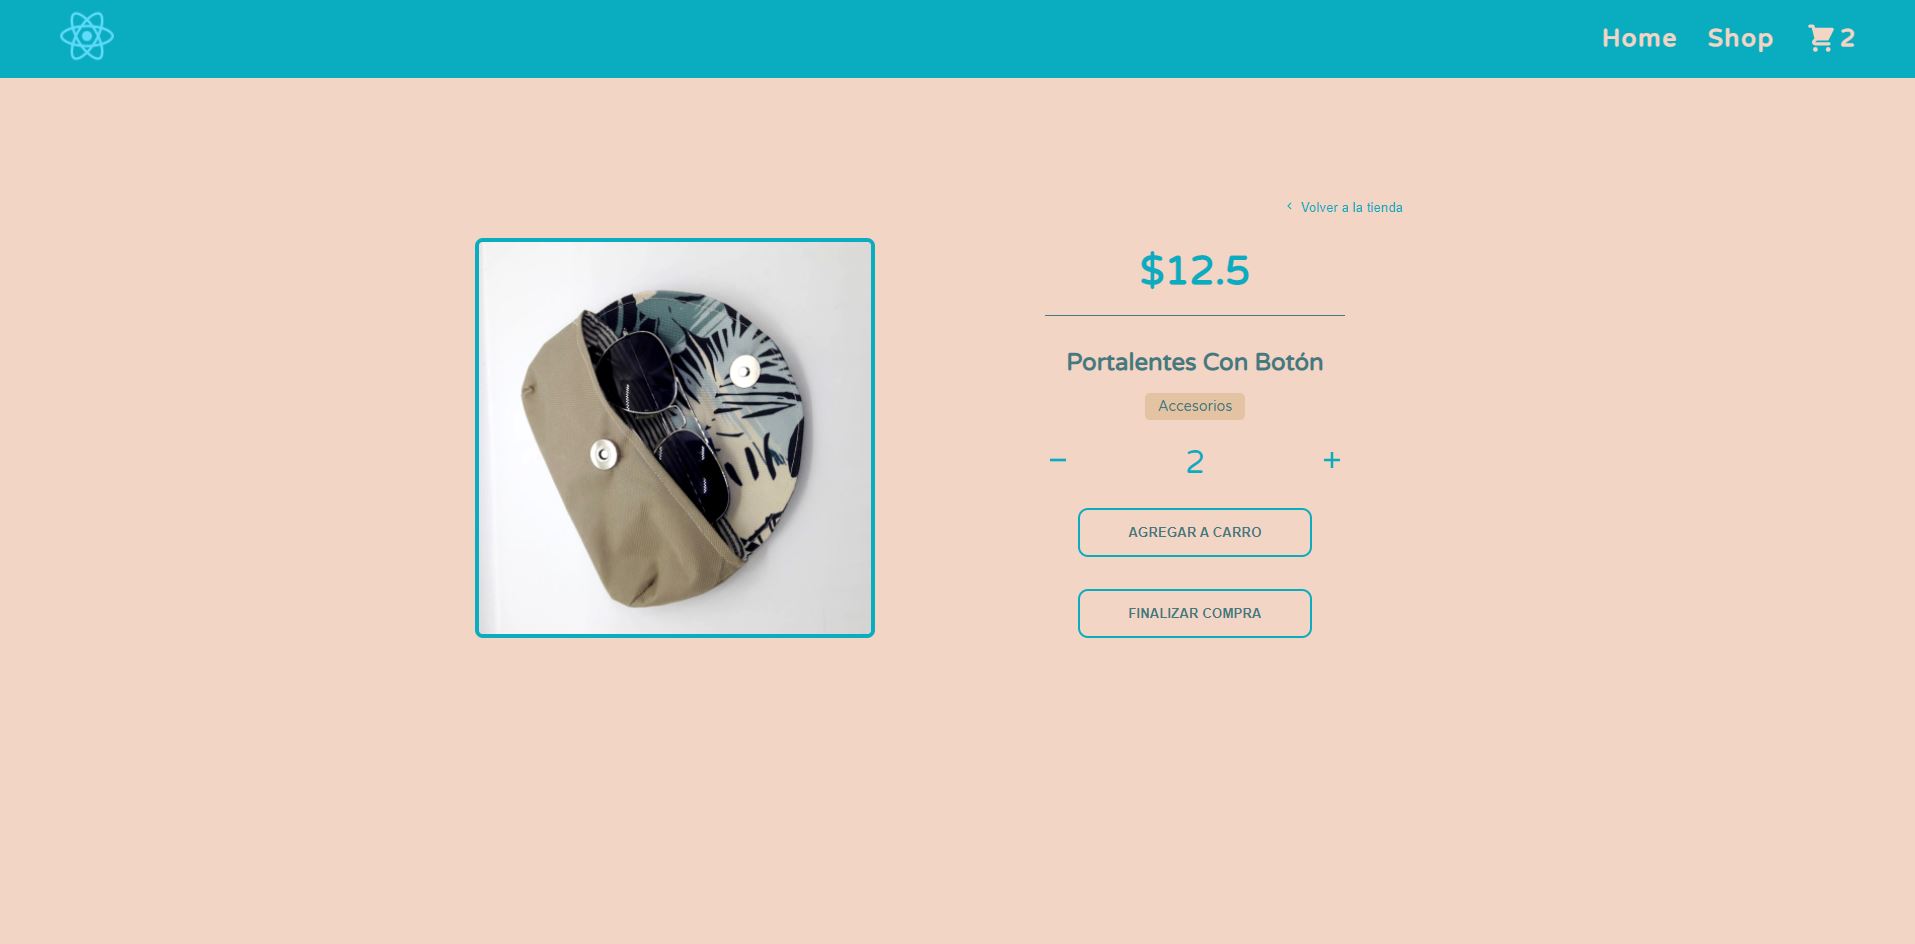 Home Shop 2
Volver a la tienda
$12.5
Portalentes Con Botón
Accesorios
2
AGREGAR A CARRO
FINALIZAR COMPRA